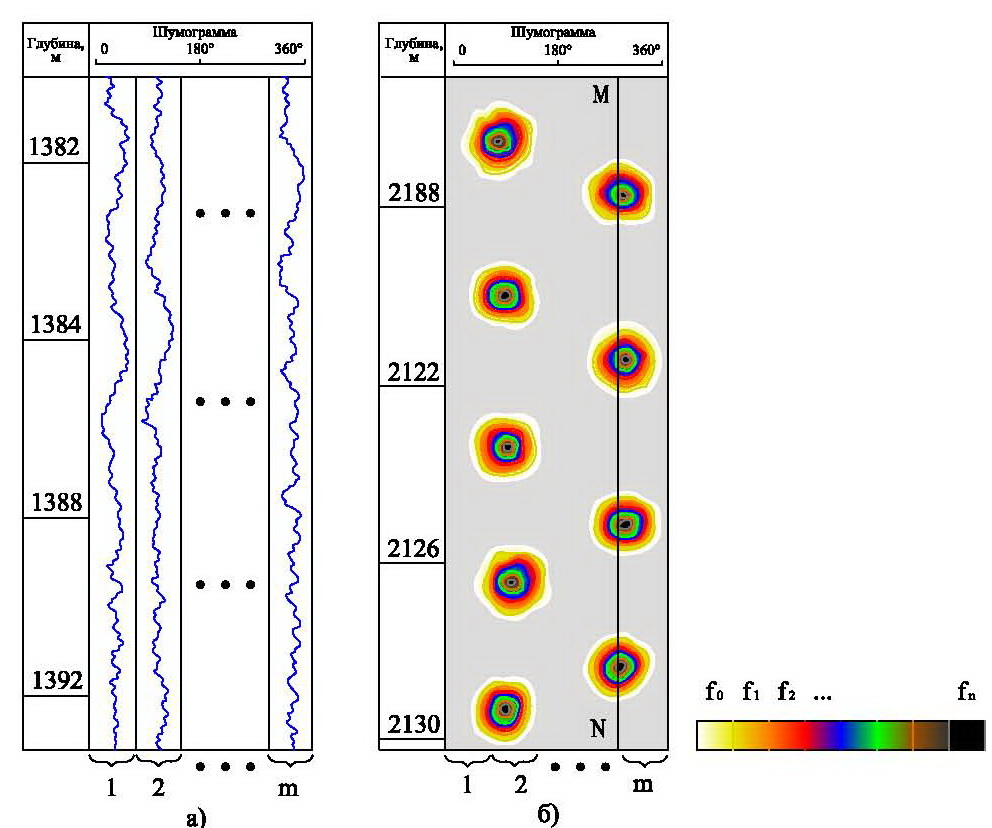 Глубина, м
Шумограмма
0 180° 360°
1382
1384
1388
1392
1 2 m
а)
Глубина, м
Шумограмма
0 180° 360°
M
2188
2122
2126
2130
N
1 2 m
б)
f₀ f₁ f₂ ... fₙ